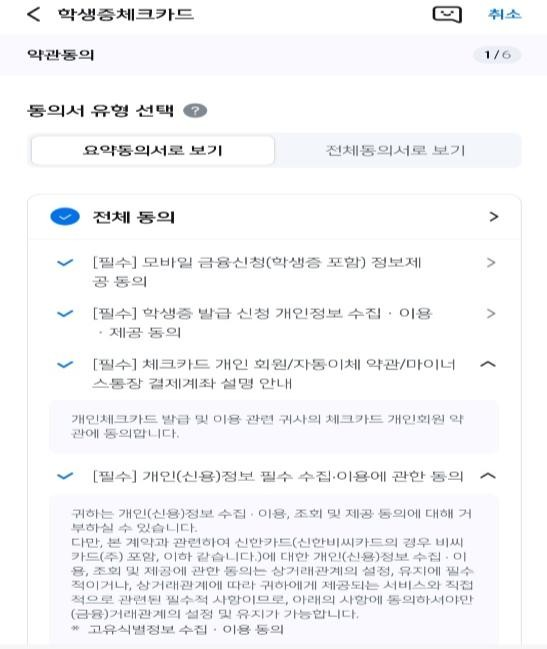 학생증체크카드
취소
약관동의
1/6
동의서 유형 선택 ?
요약동의서로 보기
전체동의서로 보기
전체 동의
[필수] 모바일 금융신청(학생증 포함) 정보제
공 동의
[필수] 학생증 발급 신청 개인정보 수집 · 이용
· 제공 동의
[필수] 체크카드 개인 회원/자동이체 약관/마이너
스통장 결제계좌 설명 안내
개인체크카드 발급 및 이용 관련 귀사의 체크카드 개인회원 약
관에 동의합니다.
[필수] 개인(신용)정보 필수 수집·이용에 관한 동의
귀하는 개인(신용)정보 수집 · 이용, 조회 및 제공 동의에 대해 거
부하실 수 있습니다.
다만, 본 계약과 관련하여 신한카드(신한비씨카드의 경우 비씨
카드(주) 포함, 이하 같습니다.)에 대한 개인(신용)정보 수집 · 이
용, 조회 및 제공에 관한 동의는 상거래관계의 설정, 유지에 필수
적이거나, 상거래관계에 따라 귀하에게 제공되는 서비스와 직접
적으로 관련된 필수적 사항이므로, 아래의 사항에 동의하셔야만
(금융)거래관계의 설정 및 유지가 가능합니다.
* 고유식별정보 수집 · 이용 동의